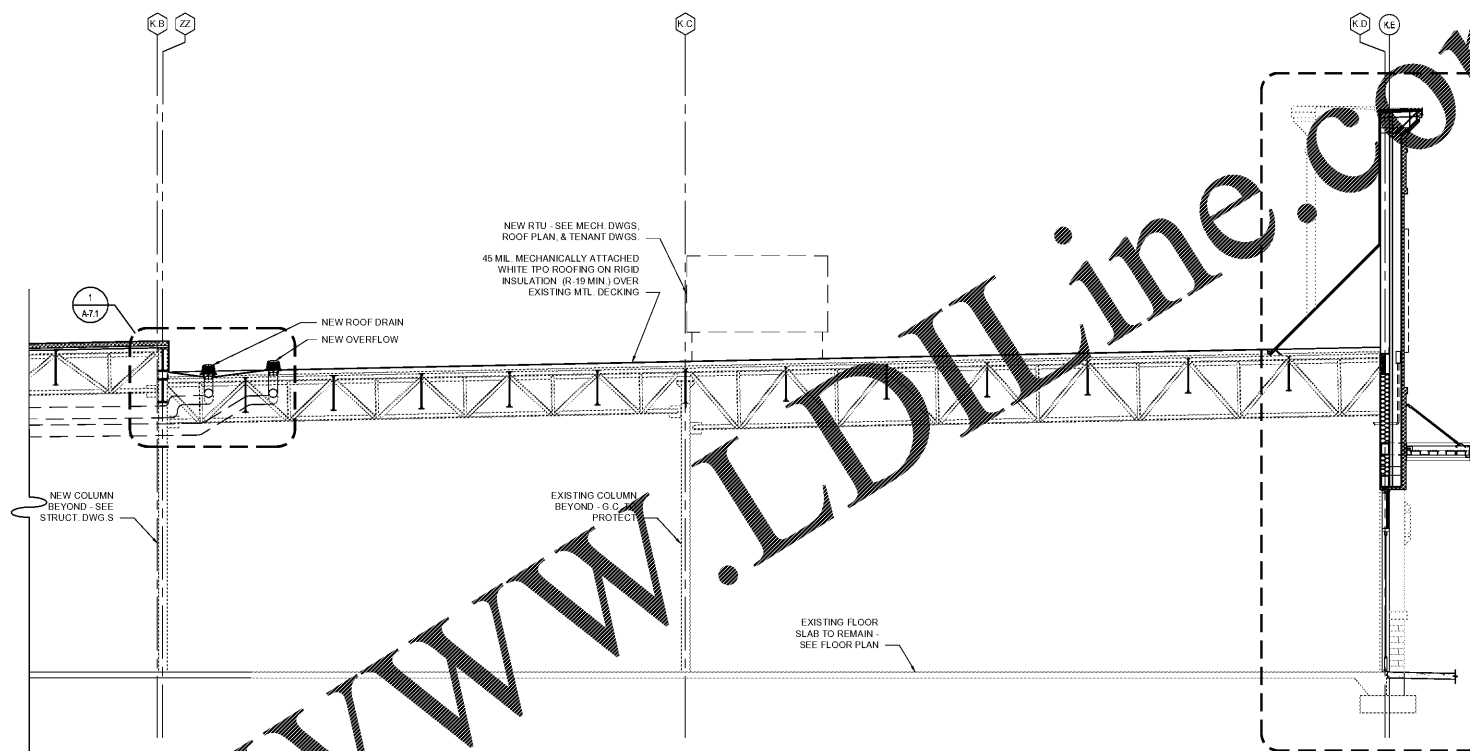 K.B
ZZ
K.C
K.D
K.E
NEW RTU - SEE MECH. DWGS,
ROOF PLAN, & TENANT DWGS.
45 MIL. MECHANICALLY ATTACHED
WHITE TPO ROOFING ON RIGID
INSULATION (R-19 MIN.) OVER
EXISTING MTL. DECKING
1
A-7.1
NEW ROOF DRAIN
NEW OVERFLOW
NEW COLUMN
BEYOND - SEE
STRUCT. DWG.S
EXISTING COLUMN
BEYOND - G.C. TO
PROTECT
EXISTING FLOOR
SLAB TO REMAIN -
SEE FLOOR PLAN
www.LDILine.com